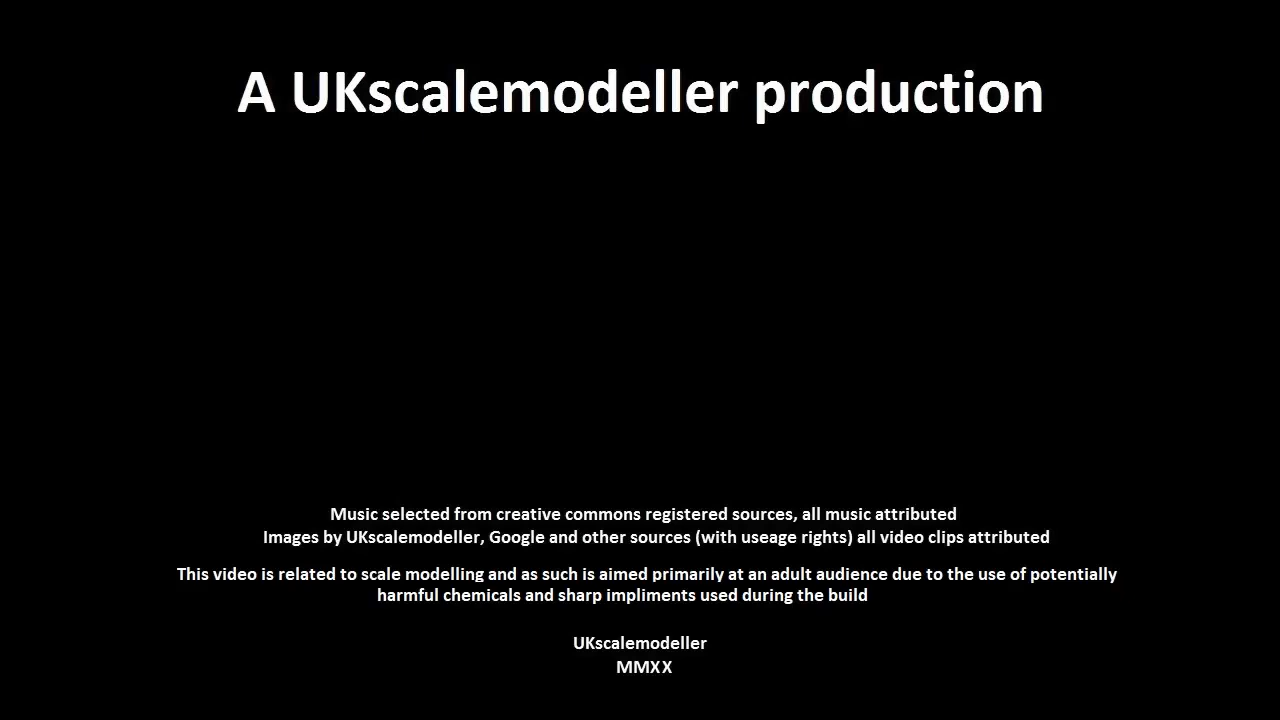 A UKscalemodeller production
Music selected from creative commons registered sources, all music attributed
Images by UKscalemodeller, Google and other sources (with useage rights) all video clips attributed
This video is related to scale modelling and as such is aimed primarily at an adult audience due to the use of potentially
harmful chemicals and sharp impliments used during the build
UKscalemodeller
MMXX